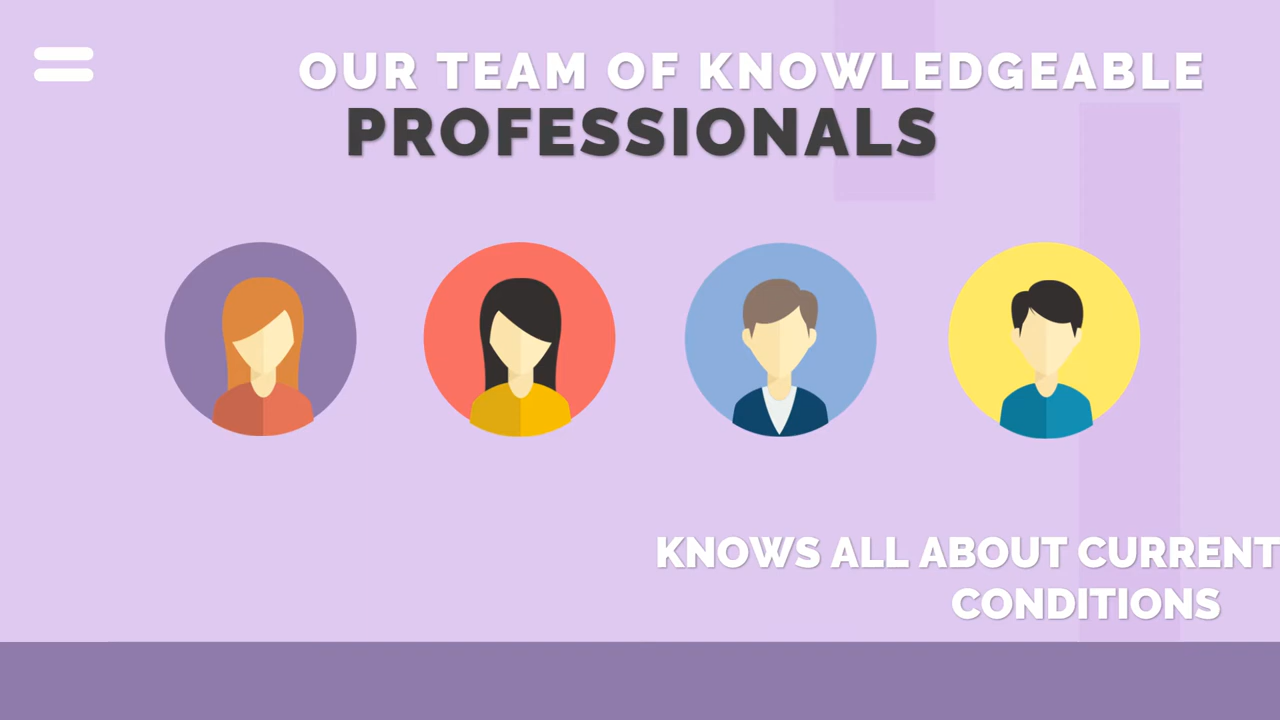 OUR TEAM OF KNOWLEDGEABLE
PROFESSIONALS
KNOWS ALL ABOUT CURRENT
CONDITIONS